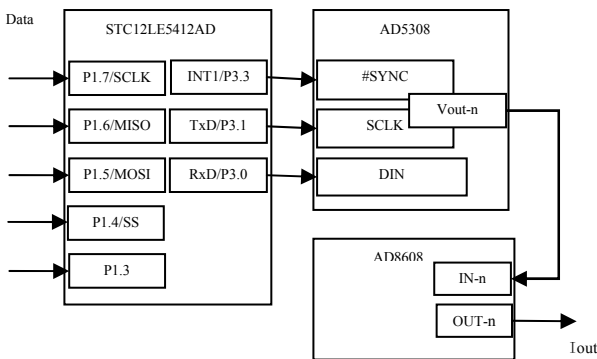 Data
STC12LE5412AD
AD5308
P1.7/SCLK
INT1/P3.3
#SYNC
Vout-n
P1.6/MISO
TxD/P3.1
SCLK
P1.5/MOSI
RxD/P3.0
DIN
P1.4/SS
P1.3
AD8608
IN-n
OUT-n
Iout